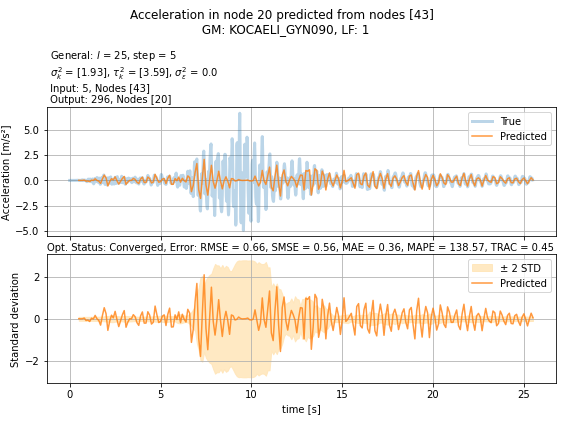 Acceleration in node 20 predicted from nodes [43]
GM: KOCAELI_GYN090, LF: 1
General: l = 25, step = 5
σ²ₖ = [1.93], τ²ₖ = [3.59], σ²ε = 0.0
Input: 5, Nodes [43]
Output: 296, Nodes [20]
Acceleration [m/s²]
5.0
2.5
0.0
−2.5
−5.0
True
Predicted
Opt. Status: Converged, Error: RMSE = 0.66, SMSE = 0.56, MAE = 0.36, MAPE = 138.57, TRAC = 0.45
Standard deviation
2
0
−2
± 2 STD
Predicted
0 5 10 15 20 25
time [s]